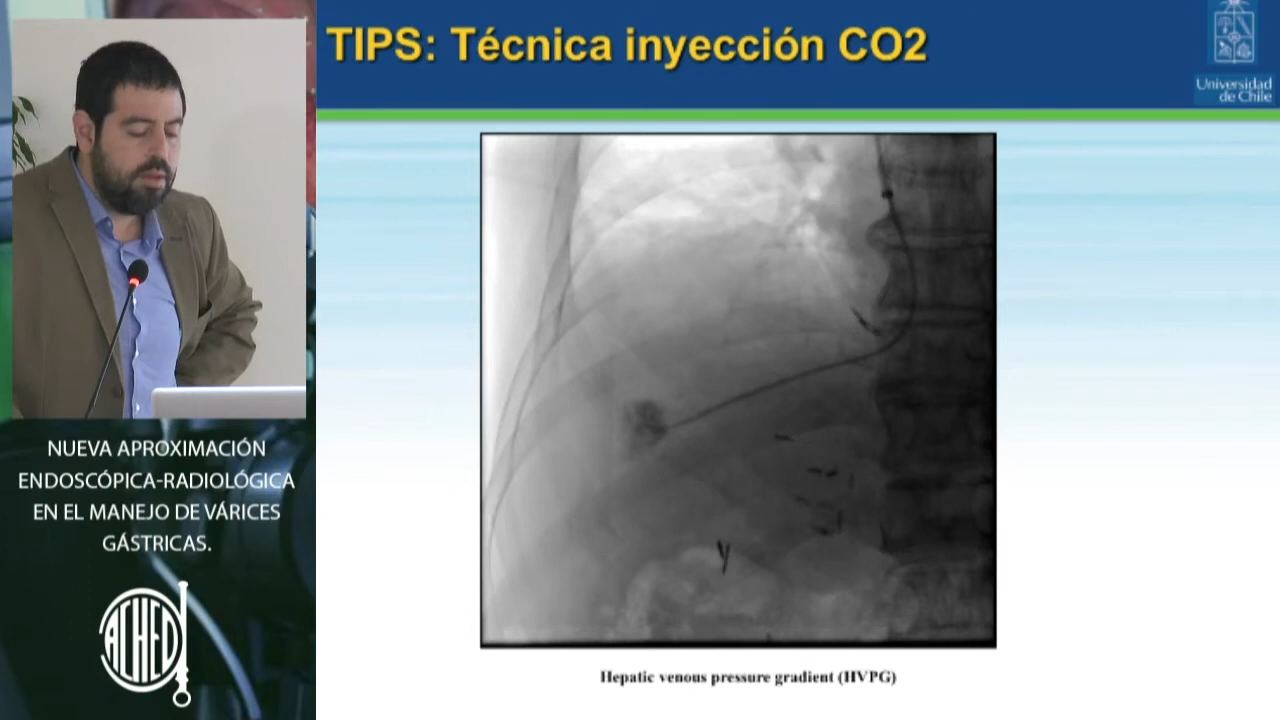 TIPS: Técnica inyección CO2
Universidad
de Chile
Hepatic venous pressure gradient (HVPG)
NUEVA APROXIMACIÓN
ENDOSCÓPICA-RADIOLÓGICA
EN EL MANEJO DE VÁRICES
GÁSTRICAS.
ACHED